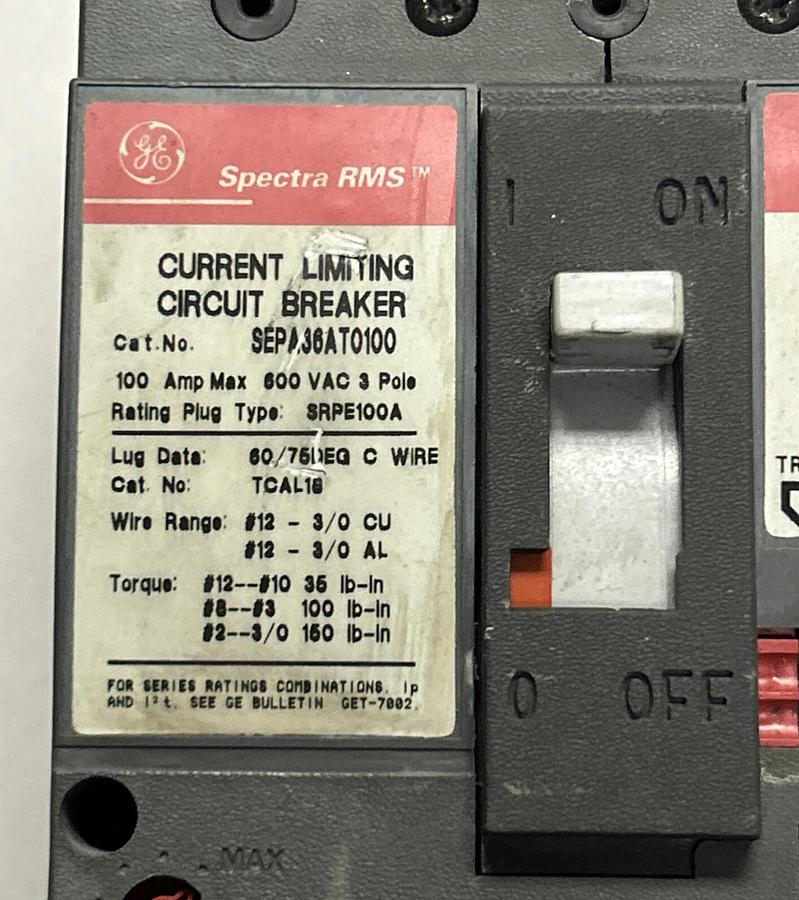 GE
Spectra RMS™
CURRENT LIMITING
CIRCUIT BREAKER
Cat.No. SEPA36AT0100
100 Amp Max 600 VAC 3 Pole
Rating Plug Type: SRPE100A
Lug Data: 60/75DEG C WIRE
Cat. No: TCAL18
Wire Range: #12 - 3/0 CU
#12 - 3/0 AL
Torque: #12--#10 35 lb-in
#8--#3 100 lb-in
#2--3/0 150 lb-in
FOR SERIES RATINGS COMBINATIONS, Ip
AND I²t, SEE GE BULLETIN GET-7002.
I ON
O OFF
TR
MAX